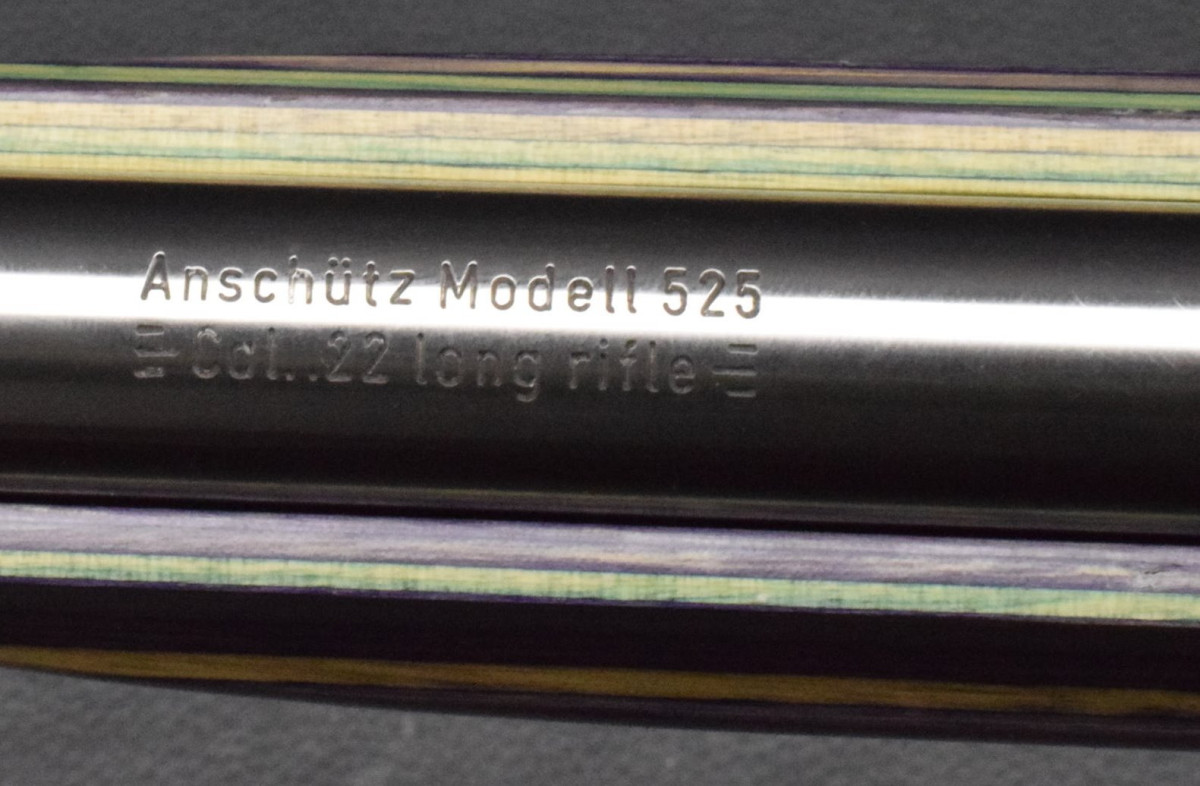 Anschütz Modell 525
≡ Cal. .22 long rifle ≡